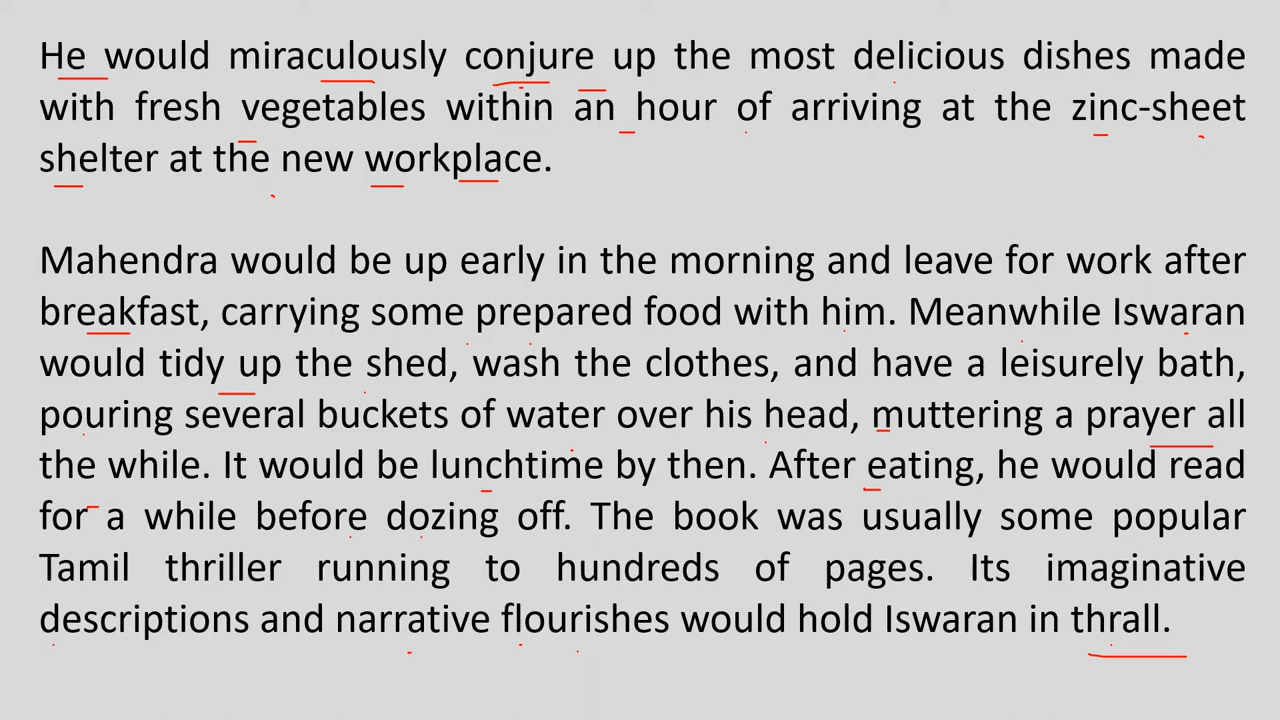 He would miraculously conjure up the most delicious dishes made
with fresh vegetables within an hour of arriving at the zinc-sheet
shelter at the new workplace.
Mahendra would be up early in the morning and leave for work after
breakfast, carrying some prepared food with him. Meanwhile Iswaran
would tidy up the shed, wash the clothes, and have a leisurely bath,
pouring several buckets of water over his head, muttering a prayer all
the while. It would be lunchtime by then. After eating, he would read
for a while before dozing off. The book was usually some popular
Tamil thriller running to hundreds of pages. Its imaginative
descriptions and narrative flourishes would hold Iswaran in thrall.